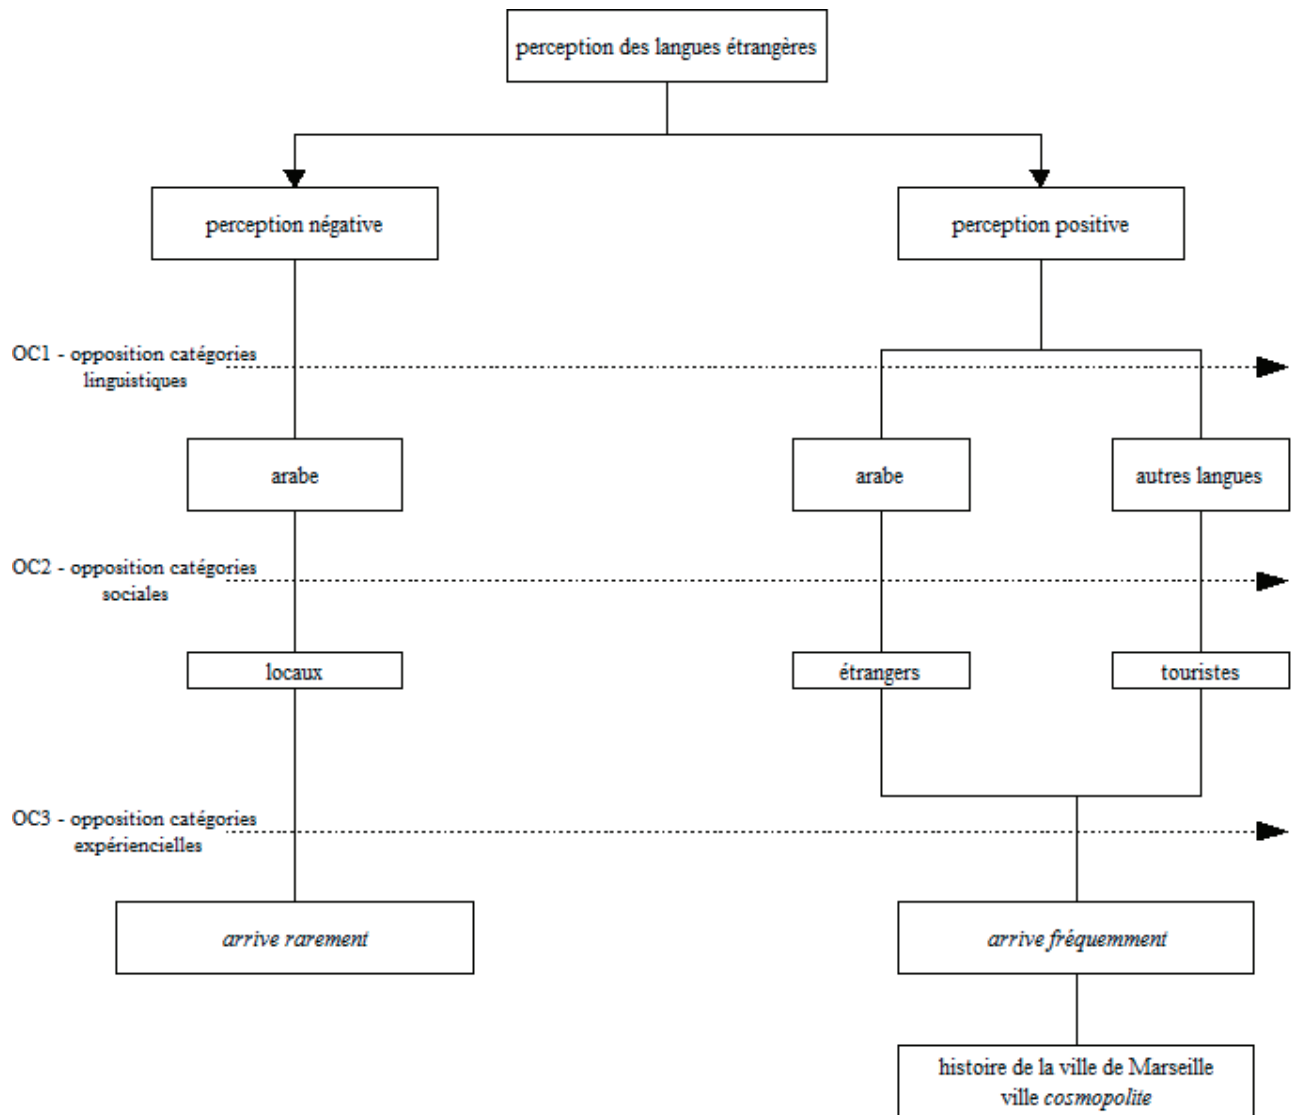 perception des langues étrangères
perception négative
perception positive
OC1 - opposition catégories
linguistiques
arabe
arabe
autres langues
OC2 - opposition catégories
sociales
locaux
étrangers
touristes
OC3 - opposition catégories
expériencielles
arrive rarement
arrive fréquemment
histoire de la ville de Marseille
ville cosmopolite